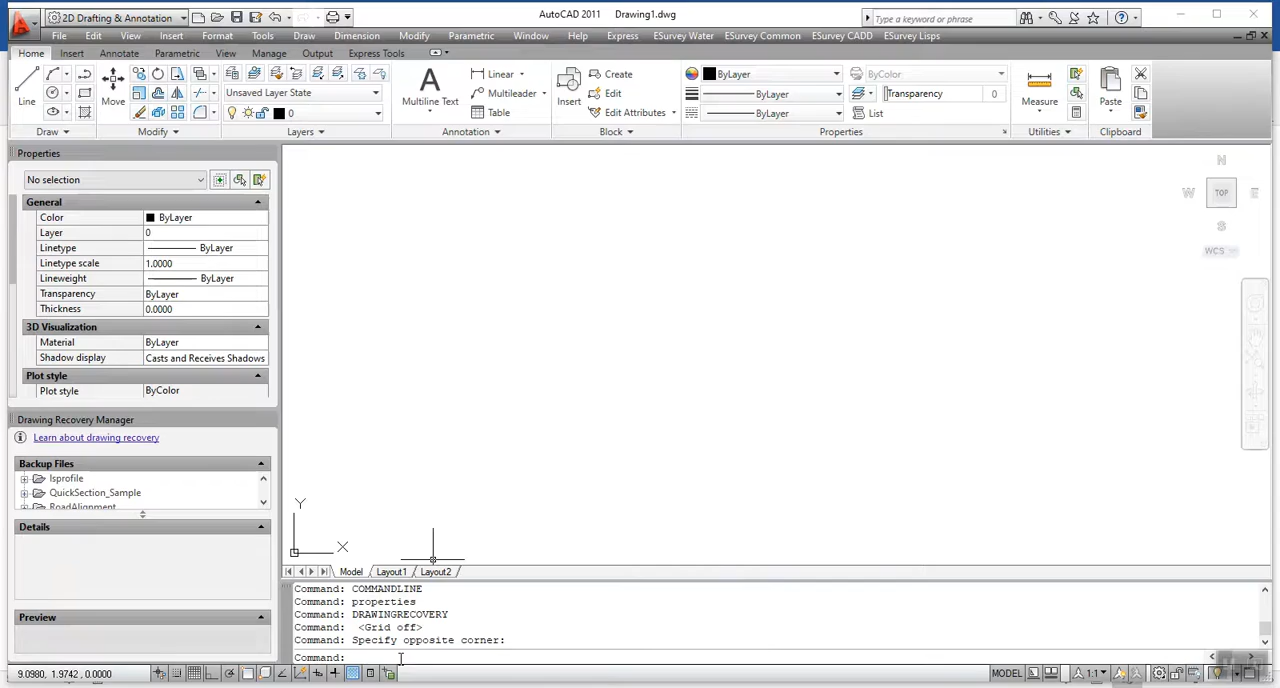 2D Drafting & Annotation
AutoCAD 2011 Drawing1.dwg
Type a keyword or phrase
File Edit View Insert Format Tools Draw Dimension Modify Parametric Window Help Express ESurvey Water ESurvey Common ESurvey CADD ESurvey Lisps
Home Insert Annotate Parametric View Manage Output Express Tools
Line
Move
Unsaved Layer State
0
Multiline Text
Linear
Multileader
Table
Insert
Create
Edit
Edit Attributes
ByLayer
ByLayer
ByLayer
ByColor
Transparency 0
List
Measure
Paste
Draw Modify Layers Annotation Block Properties Utilities Clipboard
Properties
No selection
General
Color ByLayer
Layer 0
Linetype ByLayer
Linetype scale 1.0000
Lineweight ByLayer
Transparency ByLayer
Thickness 0.0000
3D Visualization
Material ByLayer
Shadow display Casts and Receives Shadows
Plot style
Plot style ByColor
Drawing Recovery Manager
Learn about drawing recovery
Backup Files
lsprofile
QuickSection_Sample
RoadAlignment
Details
Preview
N
W TOP E
S
WCS
Y
X
Model Layout1 Layout2
Command: COMMANDLINE
Command: properties
Command: DRAWINGRECOVERY
Command: <Grid off>
Command: Specify opposite corner:
Command:
9.0980, 1.9742, 0.0000
MODEL
1:1